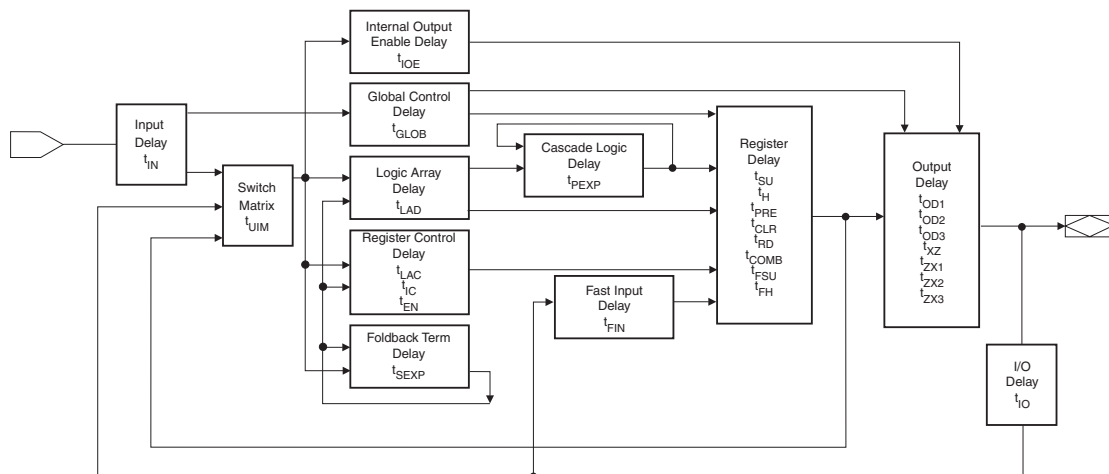 Internal Output
Enable Delay
tIOE
Global Control
Delay
tGLOB
Input
Delay
tIN
Cascade Logic
Delay
tPEXP
Register
Delay
tSU
tH
tPRE
tCLR
tRD
tCOMB
tFSU
tFH
Output
Delay
tOD1
tOD2
tOD3
tXZ
tZX1
tZX2
tZX3
Switch
Matrix
tUIM
Logic Array
Delay
tLAD
Register Control
Delay
tLAC
tIC
tEN
Fast Input
Delay
tFIN
Foldback Term
Delay
tSEXP
I/O
Delay
tIO